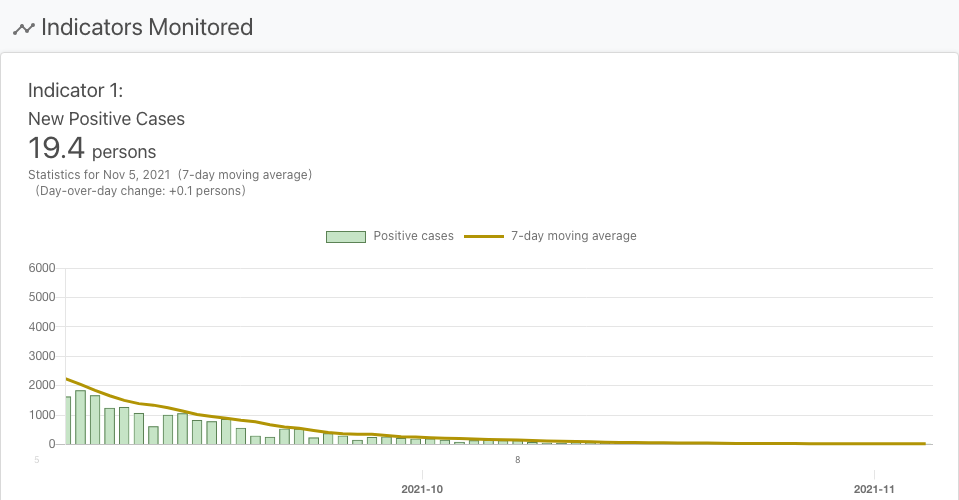 Indicators Monitored
Indicator 1:
New Positive Cases
19.4 persons
Statistics for Nov 5, 2021 (7-day moving average)
(Day-over-day change: +0.1 persons)
Positive cases 7-day moving average
6000
5000
4000
3000
2000
1000
0
5 8
2021-10 2021-11